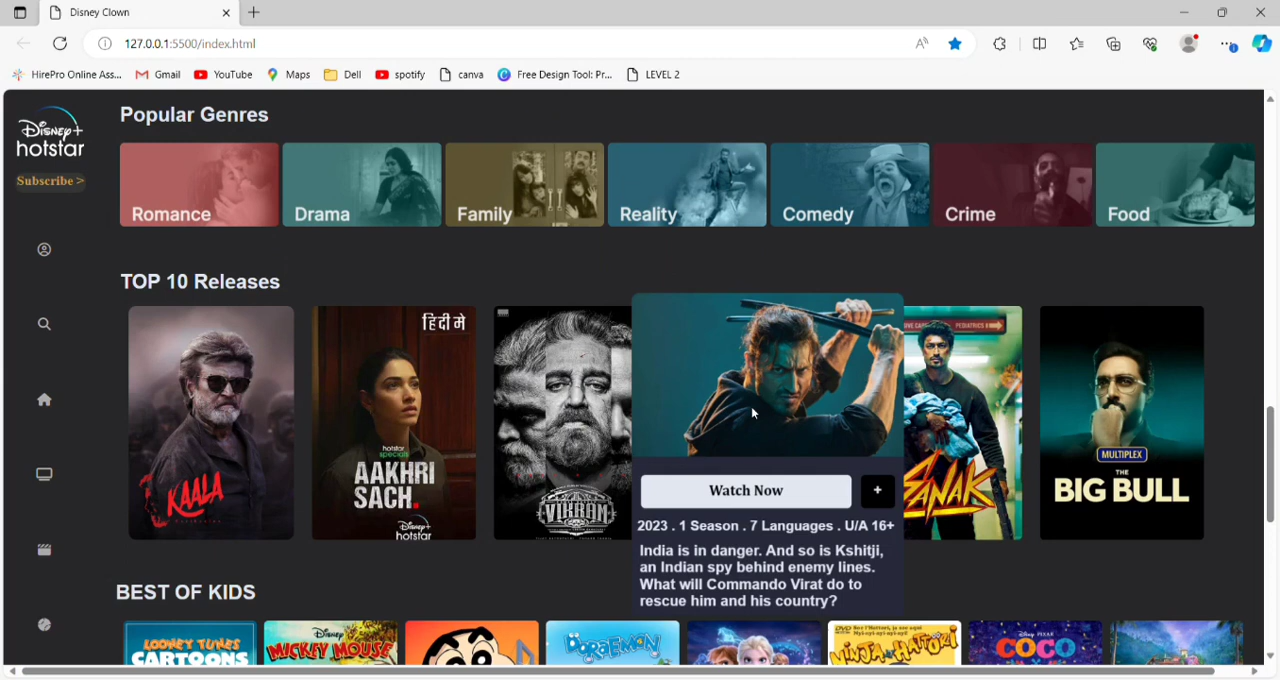 Disney Clown
127.0.0.1:5500/index.html
HirePro Online Ass...
Gmail
YouTube
Maps
Dell
spotify
canva
Free Design Tool: Pr...
LEVEL 2
Disney+
hotstar
Subscribe >
Popular Genres
Romance
Drama
Family
Reality
Comedy
Crime
Food
TOP 10 Releases
KAALA
हिंदी मे
hotstar
specials
AAKHRI
SACH.
Disney+
hotstar
VIKRAM
PEDIATRICS
SANAK
MULTIPLEX
THE
BIG BULL
Watch Now
+
2023 . 1 Season . 7 Languages . U/A 16+
India is in danger. And so is Kshitji,
an Indian spy behind enemy lines.
What will Commando Virat do to
rescue him and his country?
BEST OF KIDS
LOONEY TUNES
CARTOONS
Disney
MICKEY MOUSE
DORAEMON
NINJA HATTORI
DISNEY PIXAR
COCO